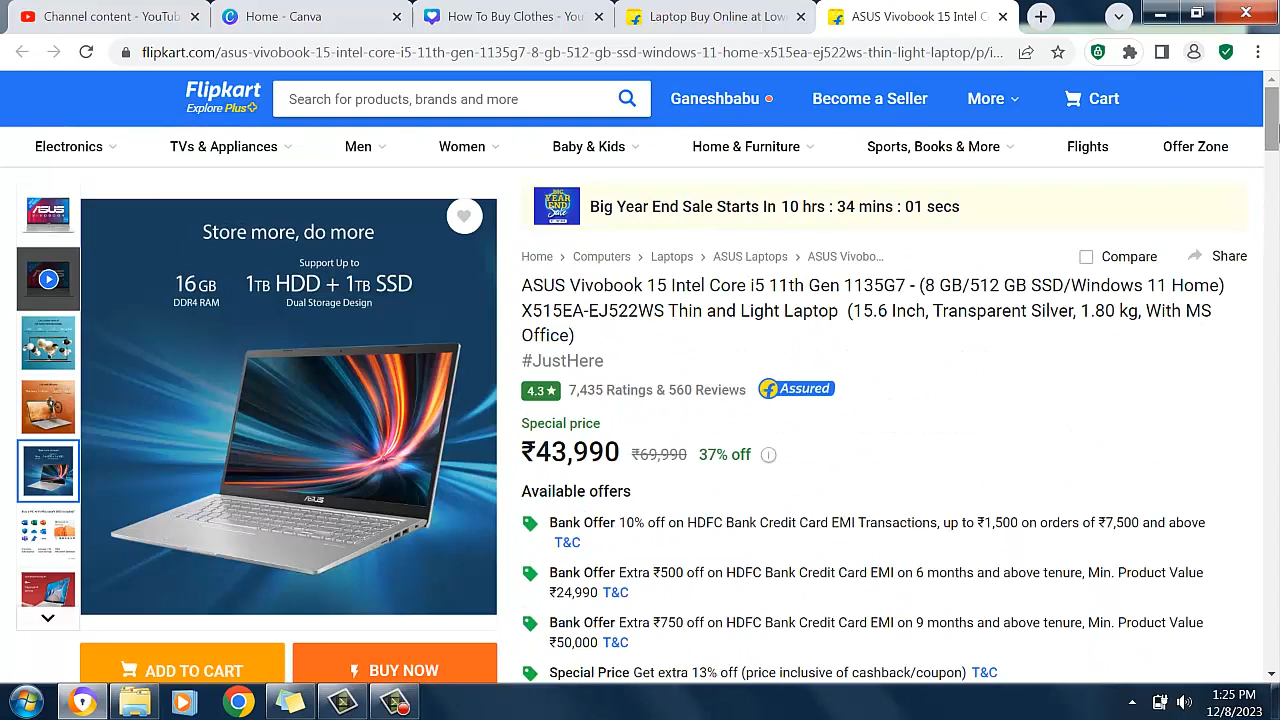 Channel content - YouTub
Home - Canva
How To Dry Clothes - You
Laptop Buy Online at Low
ASUS Vivobook 15 Intel C
flipkart.com/asus-vivobook-15-intel-core-i5-11th-gen-1135g7-8-gb-512-gb-ssd-windows-11-home-x515ea-ej522ws-thin-light-laptop/p/i...
Flipkart
Explore Plus
Search for products, brands and more
Ganeshbabu
Become a Seller
More
Cart
Electronics
TVs & Appliances
Men
Women
Baby & Kids
Home & Furniture
Sports, Books & More
Flights
Offer Zone
BIG YEAR END Sale
Big Year End Sale Starts In 10 hrs : 34 mins : 01 secs
Home > Computers > Laptops > ASUS Laptops > ASUS Vivobo...
Compare
Share
ASUS Vivobook 15 Intel Core i5 11th Gen 1135G7 - (8 GB/512 GB SSD/Windows 11 Home)
X515EA-EJ522WS Thin and Light Laptop (15.6 Inch, Transparent Silver, 1.80 kg, With MS
Office)
#JustHere
4.3★ 7,435 Ratings & 560 Reviews Assured
Special price
₹43,990 ₹69,990 37% off
Available offers
Bank Offer 10% off on HDFC Bank Credit Card EMI Transactions, up to ₹1,500 on orders of ₹7,500 and above
T&C
Bank Offer Extra ₹500 off on HDFC Bank Credit Card EMI on 6 months and above tenure, Min. Product Value
₹24,990 T&C
Bank Offer Extra ₹750 off on HDFC Bank Credit Card EMI on 9 months and above tenure, Min. Product Value
₹50,000 T&C
Special Price Get extra 13% off (price inclusive of cashback/coupon) T&C
Store more, do more
Support Up to
16 GB
DDR4 RAM
1TB HDD + 1TB SSD
Dual Storage Design
ASUS
ASUS
ADD TO CART
BUY NOW
1:25 PM
12/8/2023